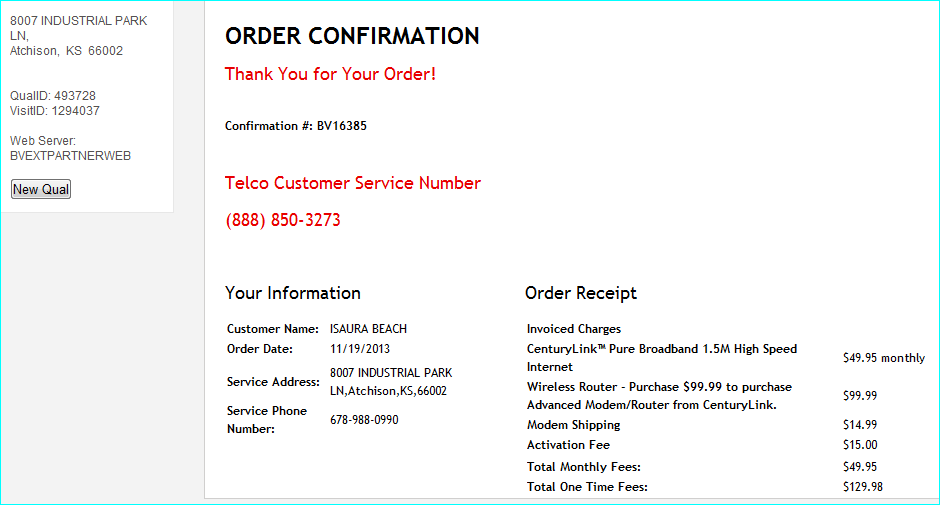 8007 INDUSTRIAL PARK
LN,
Atchison, KS 66002
QualID: 493728
VisitID: 1294037
Web Server:
BVEXTPARTNERWEB
New Qual
ORDER CONFIRMATION
Thank You for Your Order!
Confirmation #: BV16385
Telco Customer Service Number
(888) 850-3273
Your Information
Customer Name: ISAURA BEACH
Order Date: 11/19/2013
Service Address: 8007 INDUSTRIAL PARK
LN,Atchison,KS,66002
Service Phone
Number: 678-988-0990
Order Receipt
Invoiced Charges
CenturyLink™ Pure Broadband 1.5M High Speed
Internet $49.95 monthly
Wireless Router - Purchase $99.99 to purchase
Advanced Modem/Router from CenturyLink. $99.99
Modem Shipping $14.99
Activation Fee $15.00
Total Monthly Fees: $49.95
Total One Time Fees: $129.98